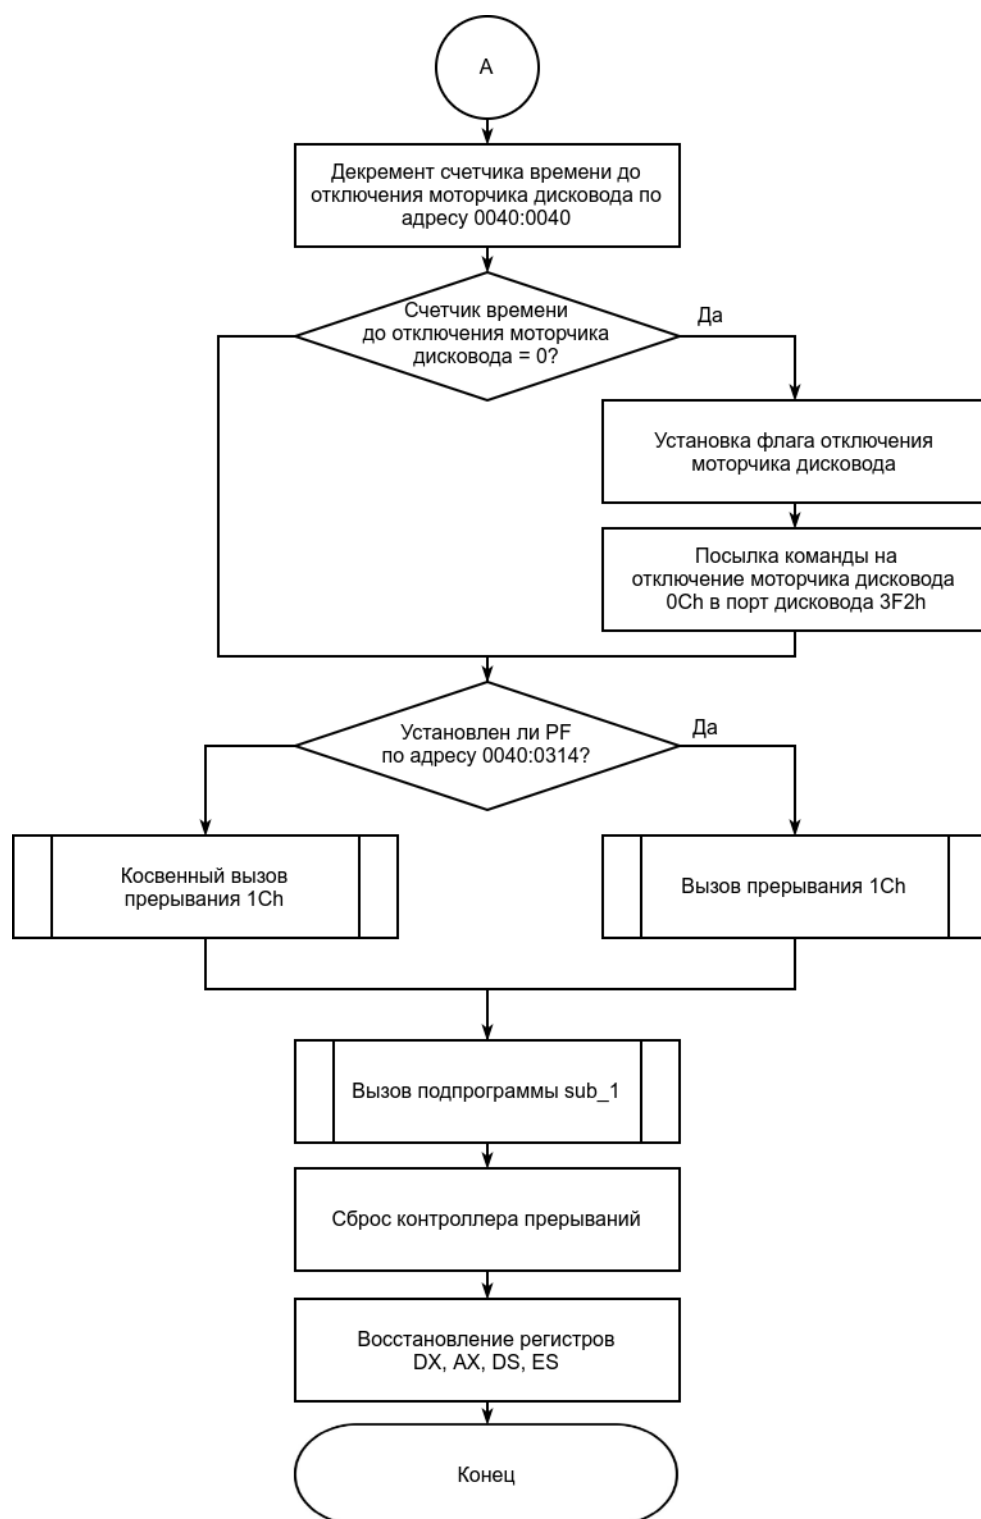 A
Декремент счетчика времени до
отключения моторчика дисковода по
адресу 0040:0040
Счетчик времени
до отключения моторчика
дисковода = 0?
Да
Установка флага отключения
моторчика дисковода
Посылка команды на
отключение моторчика дисковода
0Ch в порт дисковода 3F2h
Установлен ли PF
по адресу 0040:0314?
Да
Косвенный вызов
прерывания 1Ch
Вызов прерывания 1Ch
Вызов подпрограммы sub_1
Сброс контроллера прерываний
Восстановление регистров
DX, AX, DS, ES
Конец